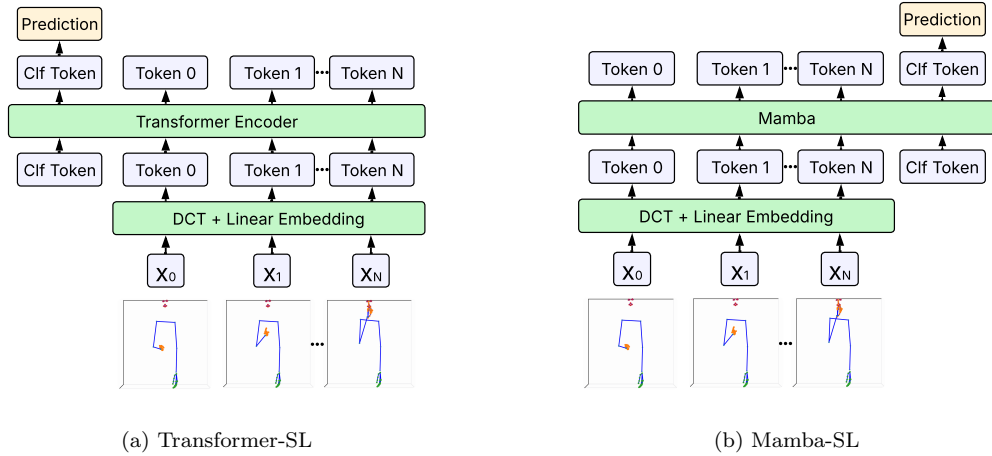 Prediction
Clf Token Token 0 Token 1 ... Token N
Transformer Encoder
Clf Token Token 0 Token 1 ... Token N
DCT + Linear Embedding
X0 X1 XN
...
(a) Transformer-SL
Prediction
Token 0 Token 1 ... Token N Clf Token
Mamba
Token 0 Token 1 ... Token N Clf Token
DCT + Linear Embedding
X0 X1 XN
...
(b) Mamba-SL